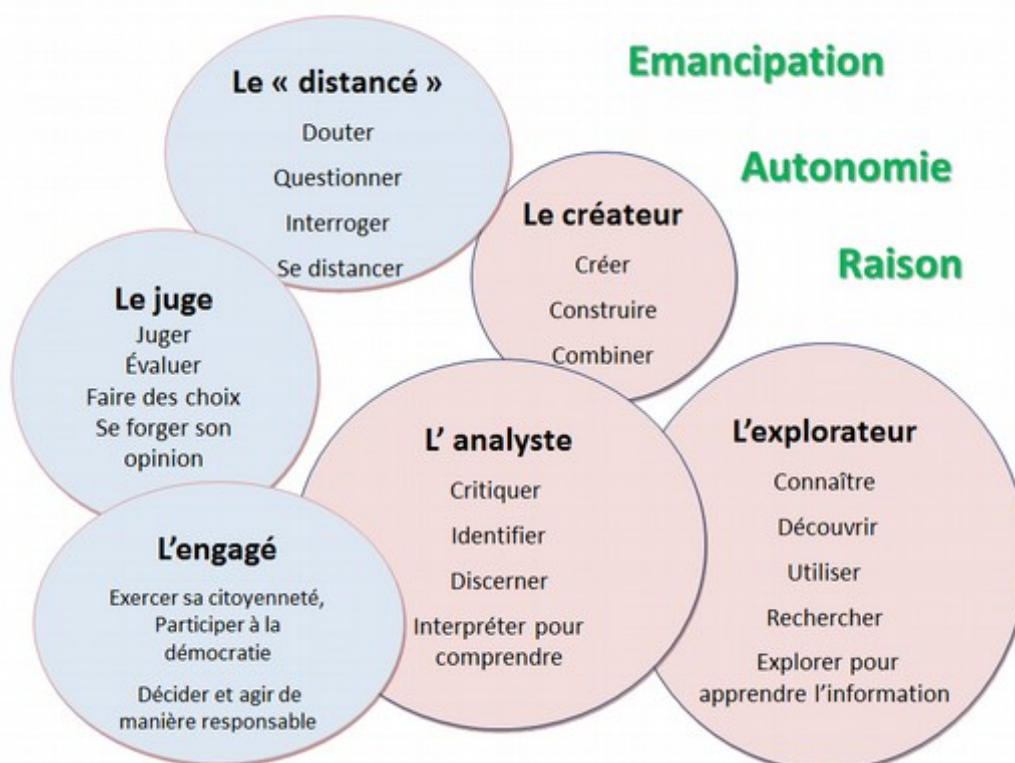 Emancipation
Autonomie
Raison
Le « distancé »
Douter
Questionner
Interroger
Se distancer
Le créateur
Créer
Construire
Combiner
Le juge
Juger
Évaluer
Faire des choix
Se forger son
opinion
L' analyste
Critiquer
Identifier
Discerner
Interpréter pour
comprendre
L'explorateur
Connaître
Découvrir
Utiliser
Rechercher
Explorer pour
apprendre l'information
L'engagé
Exercer sa citoyenneté,
Participer à la
démocratie
Décider et agir de
manière responsable